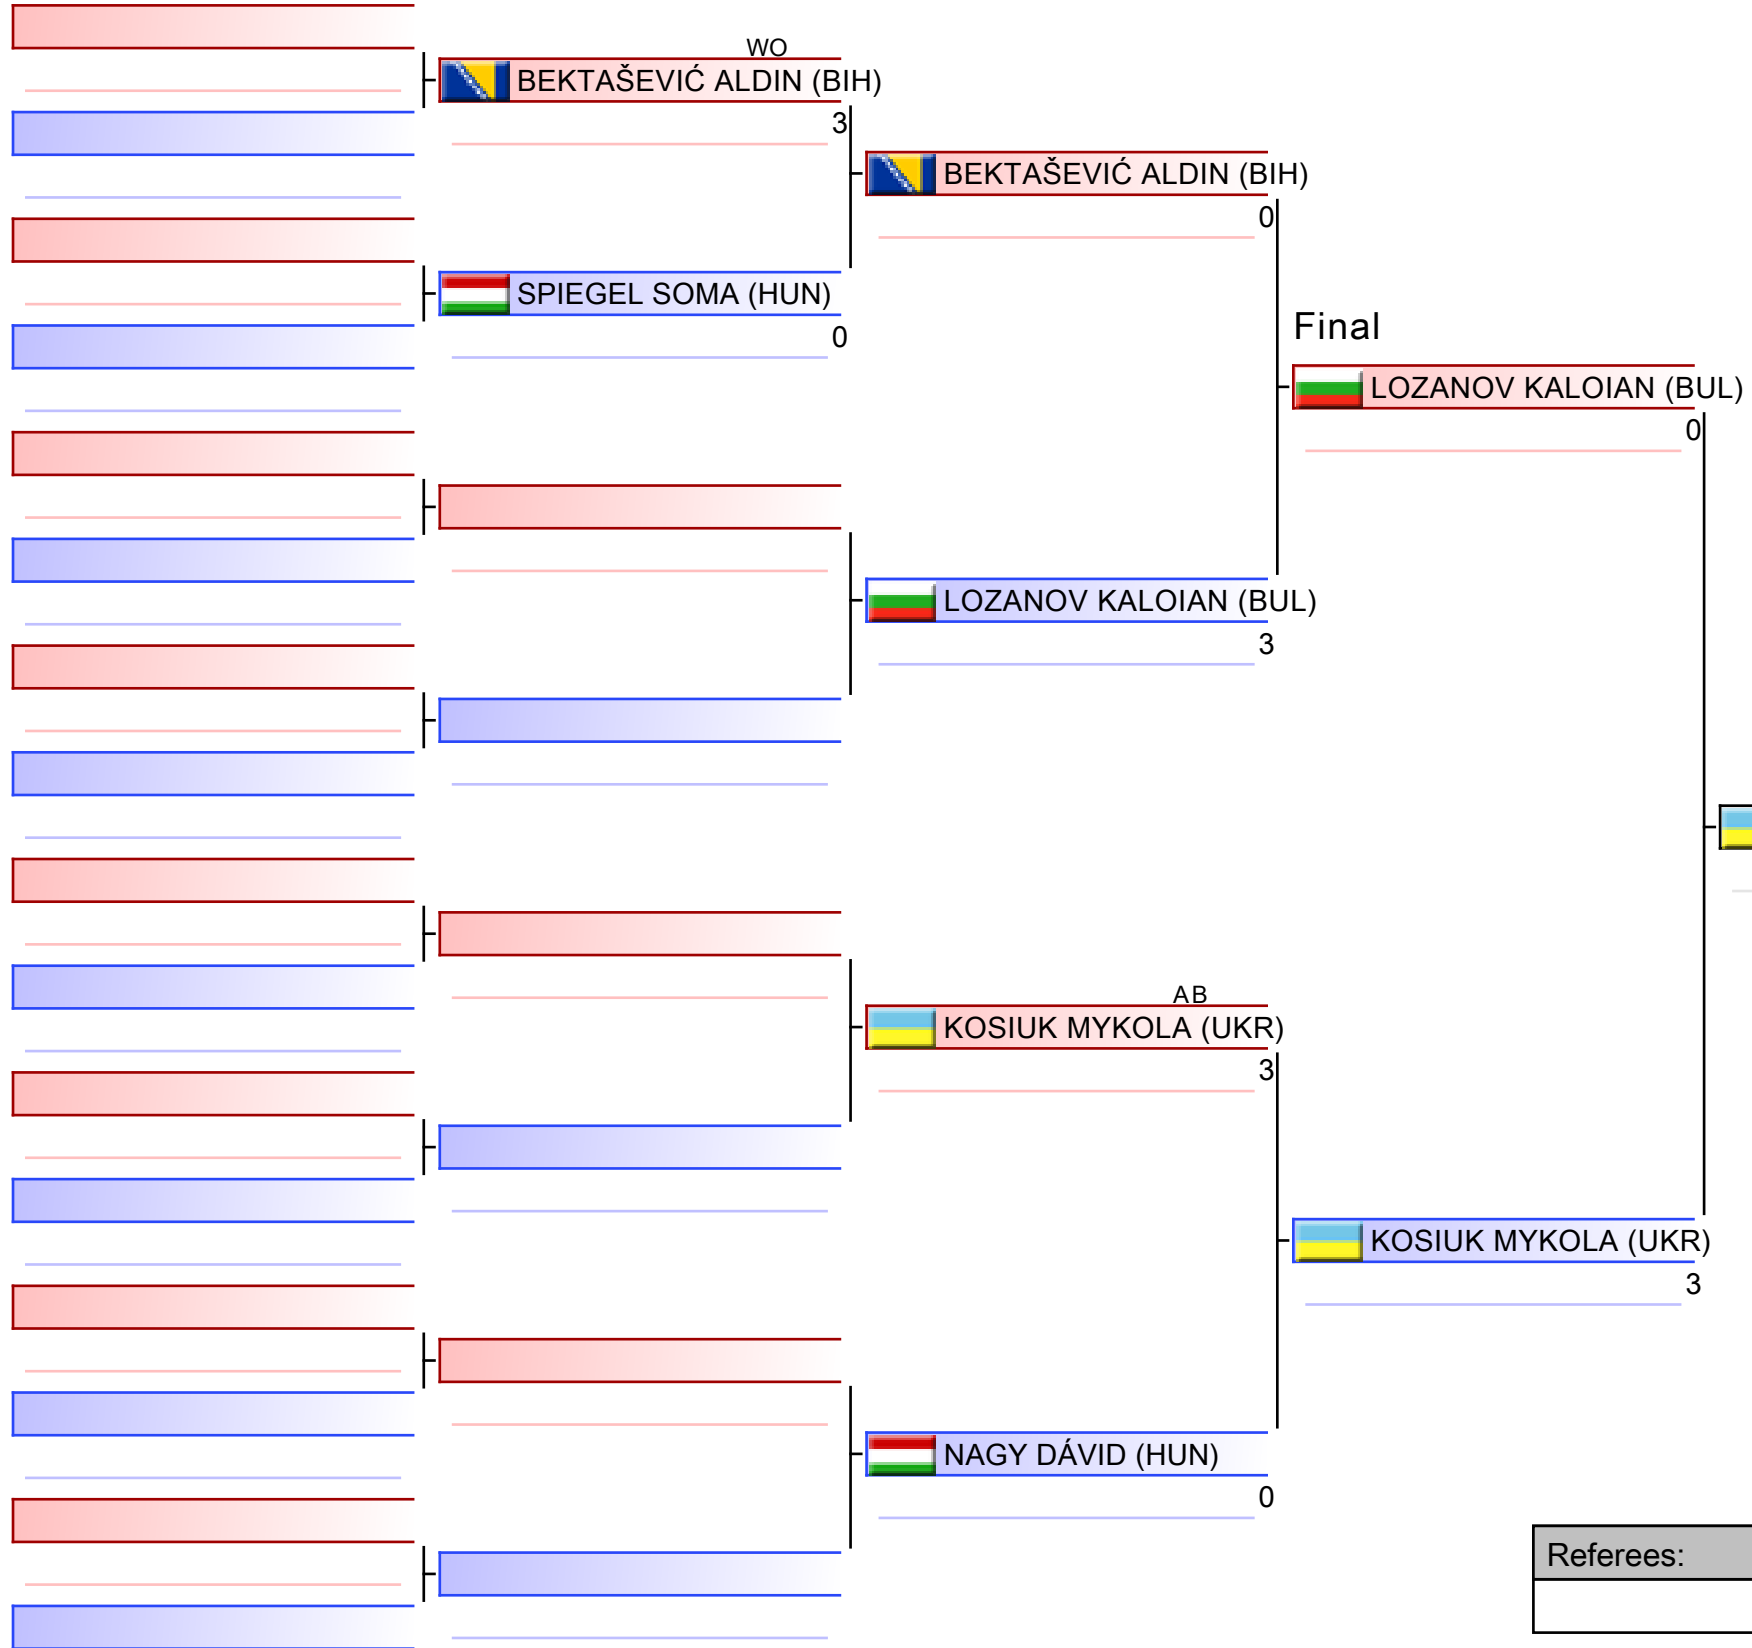 WO
BEKTAŠEVIĆ ALDIN (BIH)
3
BEKTAŠEVIĆ ALDIN (BIH)
0
SPIEGEL SOMA (HUN)
0
Final
LOZANOV KALOIAN (BUL)
0
LOZANOV KALOIAN (BUL)
3
AB
KOSIUK MYKOLA (UKR)
3
KOSIUK MYKOLA (UKR)
3
NAGY DÁVID (HUN)
0
Referees: